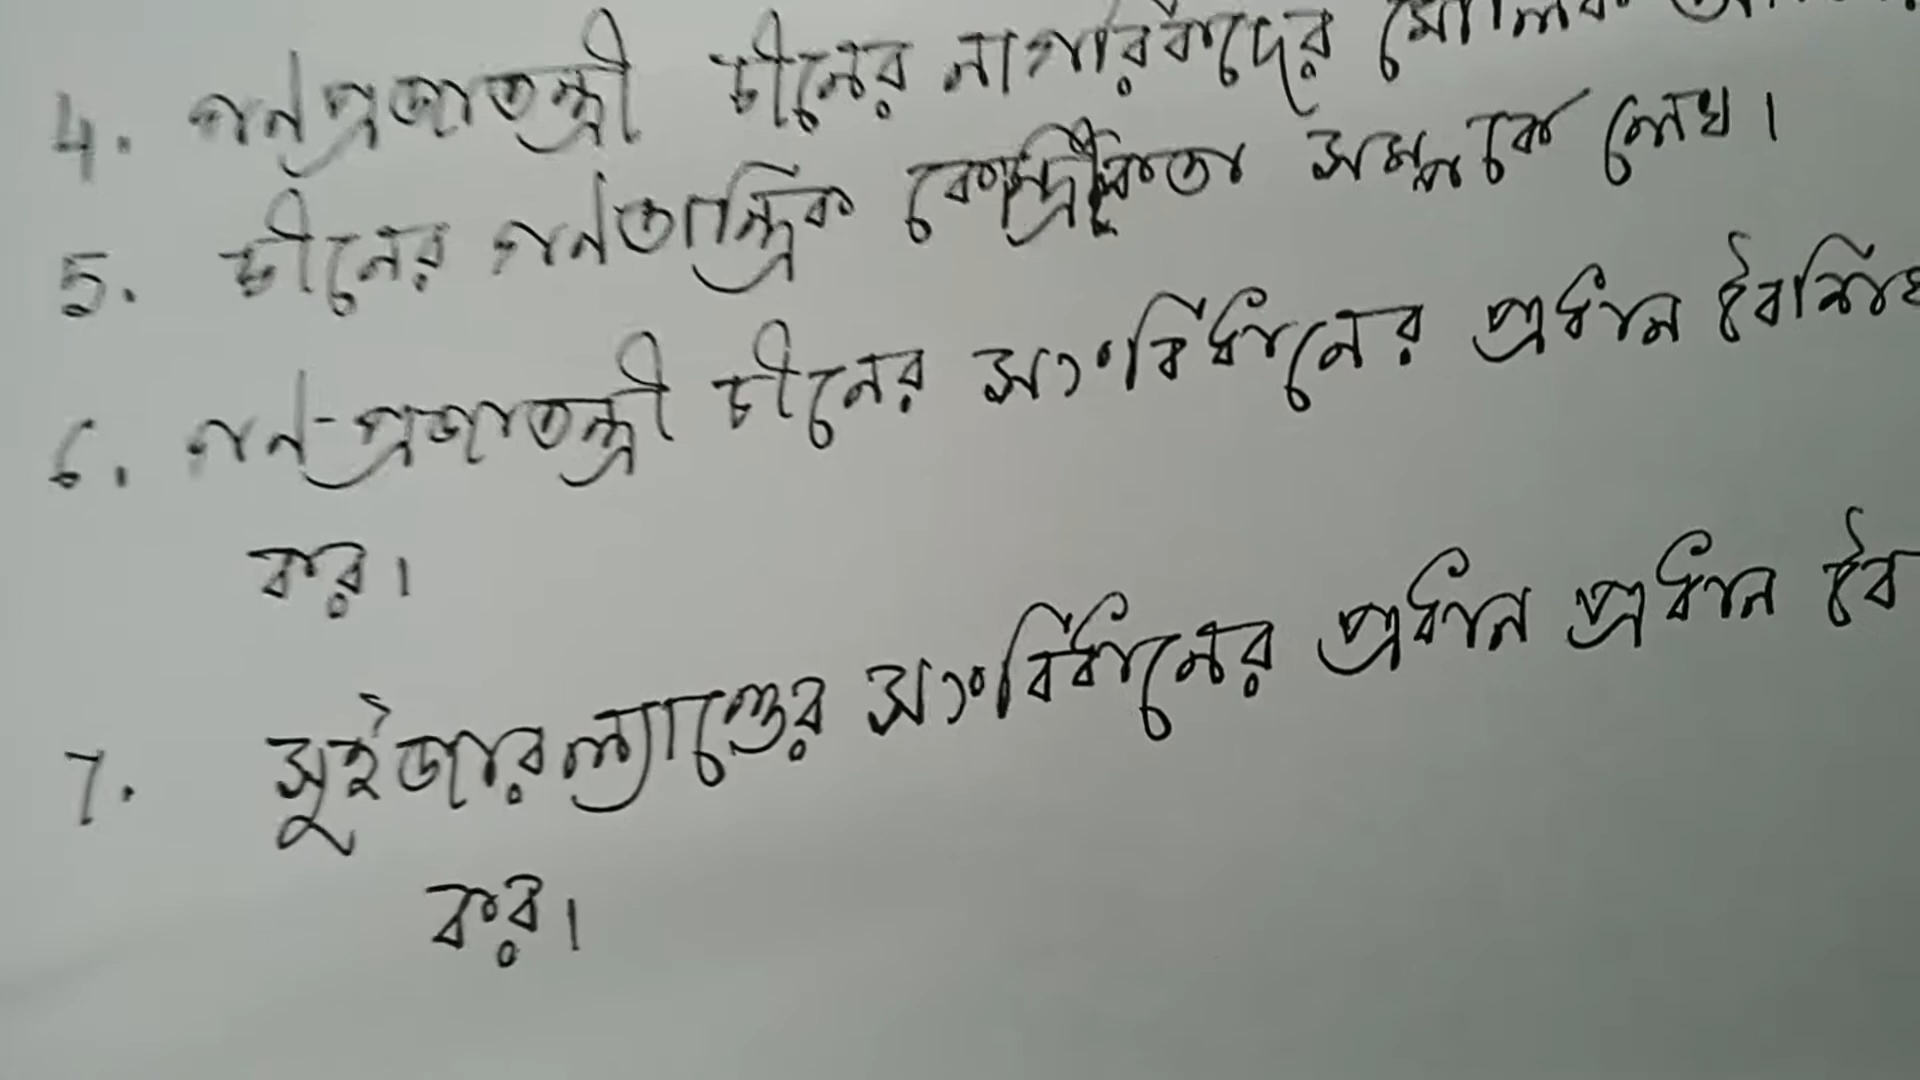 4. গনপ্রজাতন্ত্রী চীনের নাগরিকদের মৌলিক
5. চীনের গনতান্ত্রিক কেন্দ্রীকতা সম্পর্কে লেখ।
6. গন-প্রজাতন্ত্রী চীনের সংবিধানের প্রধান
কর।
7. সুইজারল্যাণ্ডের সংবিধানের প্রধান প্রধান বৈ
কর।